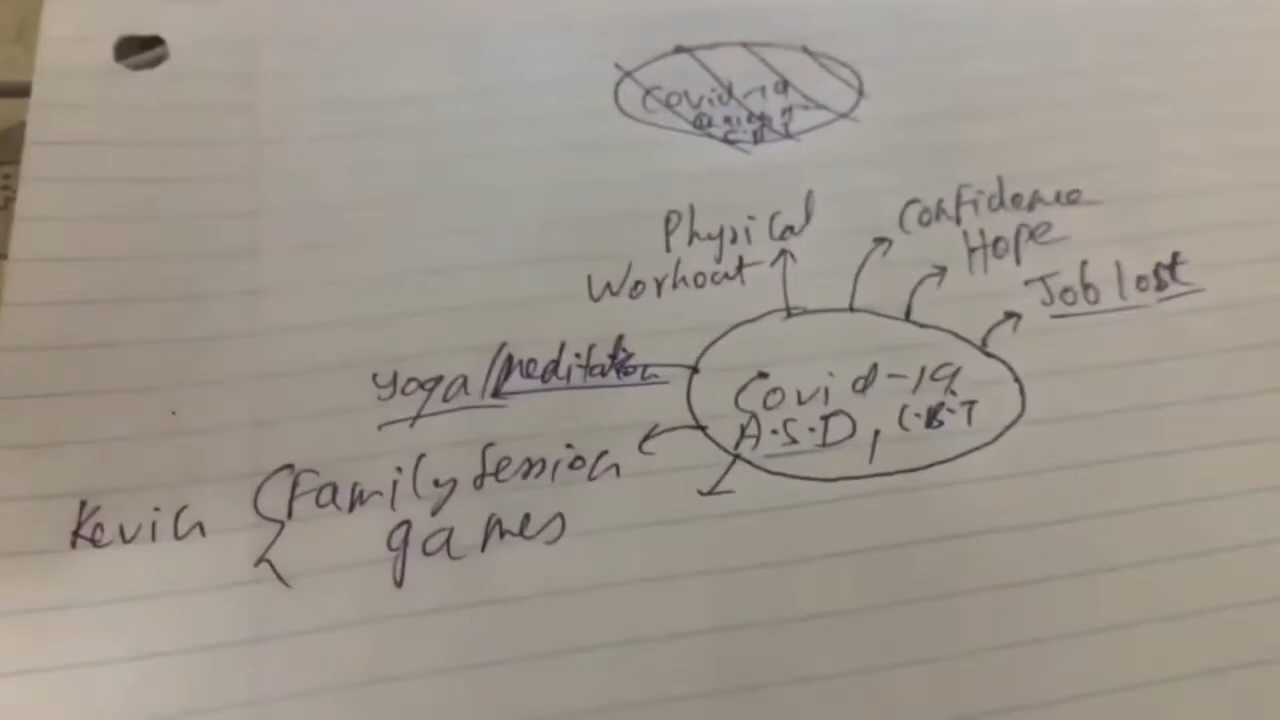 Covid-19
Physical
Workout
Confidence
Hope
Job lost
yoga/meditation
Covid-19
A.S.D, C.B.T
Kevin
Family Session
games